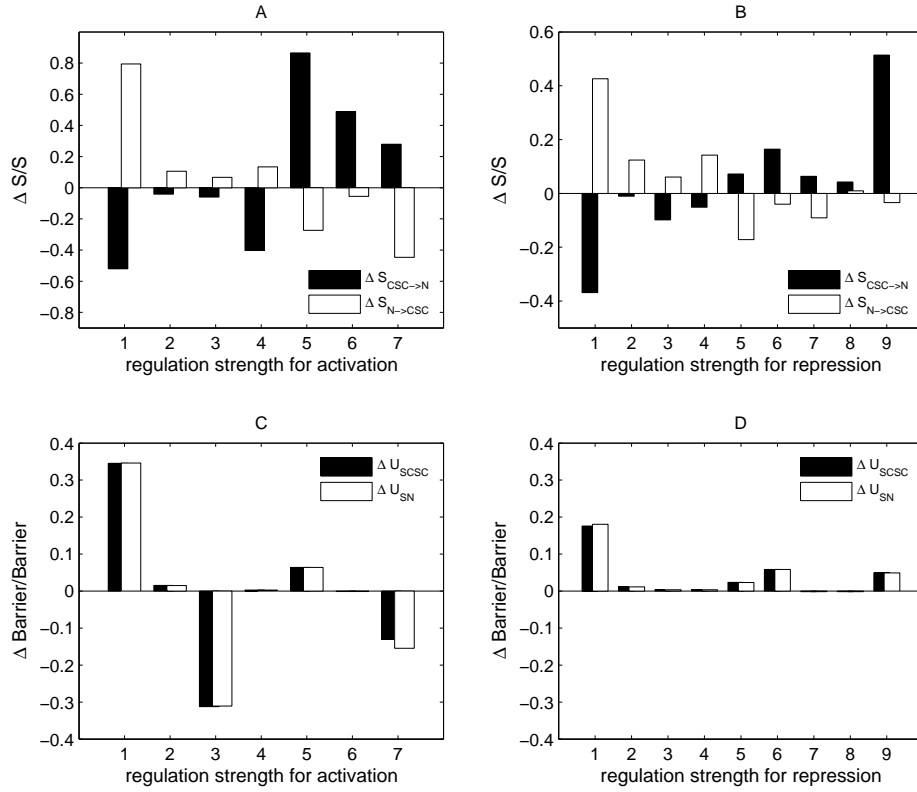 A
0.8
0.6
0.4
0.2
0
−0.2
−0.4
−0.6
−0.8
Δ S/S
Δ S_CSC−>N
Δ S_N−>CSC
1 2 3 4 5 6 7
regulation strength for activation
B
0.6
0.4
0.2
0
−0.2
−0.4
Δ S/S
Δ S_CSC−>N
Δ S_N−>CSC
1 2 3 4 5 6 7 8 9
regulation strength for repression
C
0.4
0.3
0.2
0.1
0
−0.1
−0.2
−0.3
−0.4
Δ Barrier/Barrier
Δ U_SCSC
Δ U_SN
1 2 3 4 5 6 7
regulation strength for activation
D
0.4
0.3
0.2
0.1
0
−0.1
−0.2
−0.3
−0.4
Δ Barrier/Barrier
Δ U_SCSC
Δ U_SN
1 2 3 4 5 6 7 8 9
regulation strength for repression